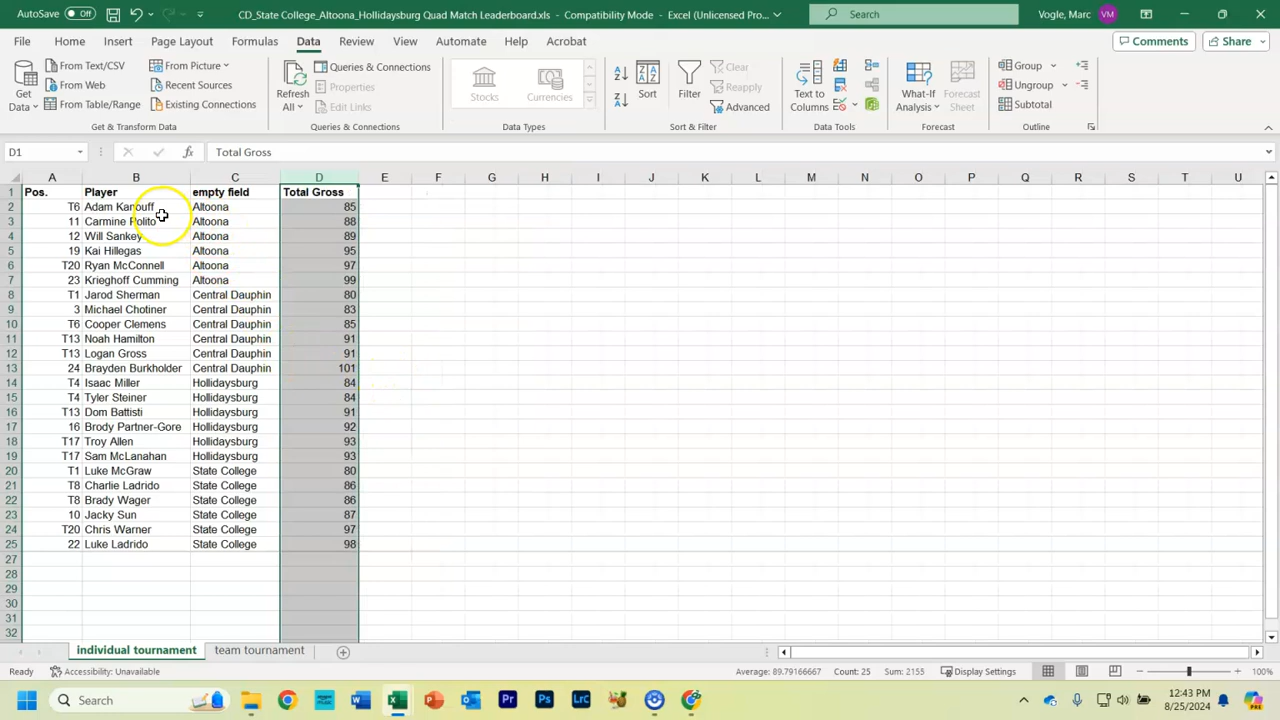 AutoSave Off CD_State College_Altoona_Hollidaysburg Quad Match Leaderboard.xls - Compatibility Mode - Excel (Unlicensed Pro... Search Vogle, Marc VM
File Home Insert Page Layout Formulas Data Review View Automate Help Acrobat Comments Share
Get Data
From Text/CSV
From Web
From Table/Range
From Picture
Recent Sources
Existing Connections
Get & Transform Data
Refresh All
Queries & Connections
Properties
Edit Links
Queries & Connections
Stocks Currencies
Data Types
Sort Filter
Clear
Reapply
Advanced
Sort & Filter
Text to Columns
Data Tools
What-If Analysis
Forecast Sheet
Forecast
Group
Ungroup
Subtotal
Outline
D1 fx Total Gross
A B C D E F G H I J K L M N O P Q R S T U
1 Pos. Player empty field Total Gross
2 T6 Adam Kanouff Altoona 85
3 11 Carmine Polito Altoona 88
4 12 Will Sankey Altoona 89
5 19 Kai Hillegas Altoona 95
6 T20 Ryan McConnell Altoona 97
7 23 Krieghoff Cumming Altoona 99
8 T1 Jarod Sherman Central Dauphin 80
9 3 Michael Chotiner Central Dauphin 83
10 T6 Cooper Clemens Central Dauphin 85
11 T13 Noah Hamilton Central Dauphin 91
12 T13 Logan Gross Central Dauphin 91
13 24 Brayden Burkholder Central Dauphin 101
14 T4 Isaac Miller Hollidaysburg 84
15 T4 Tyler Steiner Hollidaysburg 84
16 T13 Dom Battisti Hollidaysburg 91
17 16 Brody Partner-Gore Hollidaysburg 92
18 T17 Troy Allen Hollidaysburg 93
19 T17 Sam McLanahan Hollidaysburg 93
20 T1 Luke McGraw State College 80
21 T8 Charlie Ladrido State College 86
22 T8 Brady Wager State College 86
23 10 Jacky Sun State College 87
24 T20 Chris Warner State College 97
25 22 Luke Ladrido State College 98
27
28
29
30
31
32
individual tournament team tournament
Ready Accessibility: Unavailable Average: 89.79166667 Count: 25 Sum: 2155 Display Settings 100%
Search Pr Ps Lrc 12:43 PM
8/25/2024